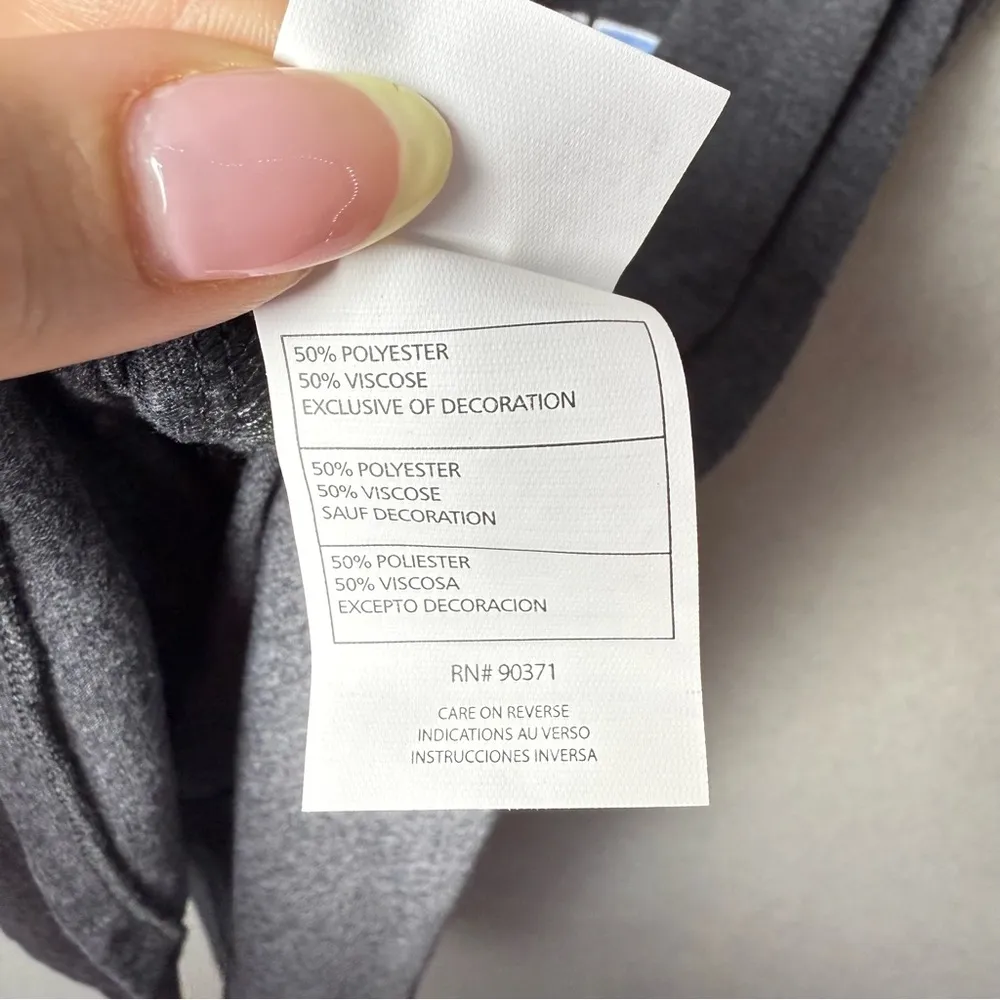 50% POLYESTER
50% VISCOSE
EXCLUSIVE OF DECORATION
50% POLYESTER
50% VISCOSE
SAUF DECORATION
50% POLIESTER
50% VISCOSA
EXCEPTO DECORACION
RN# 90371
CARE ON REVERSE
INDICATIONS AU VERSO
INSTRUCCIONES INVERSA